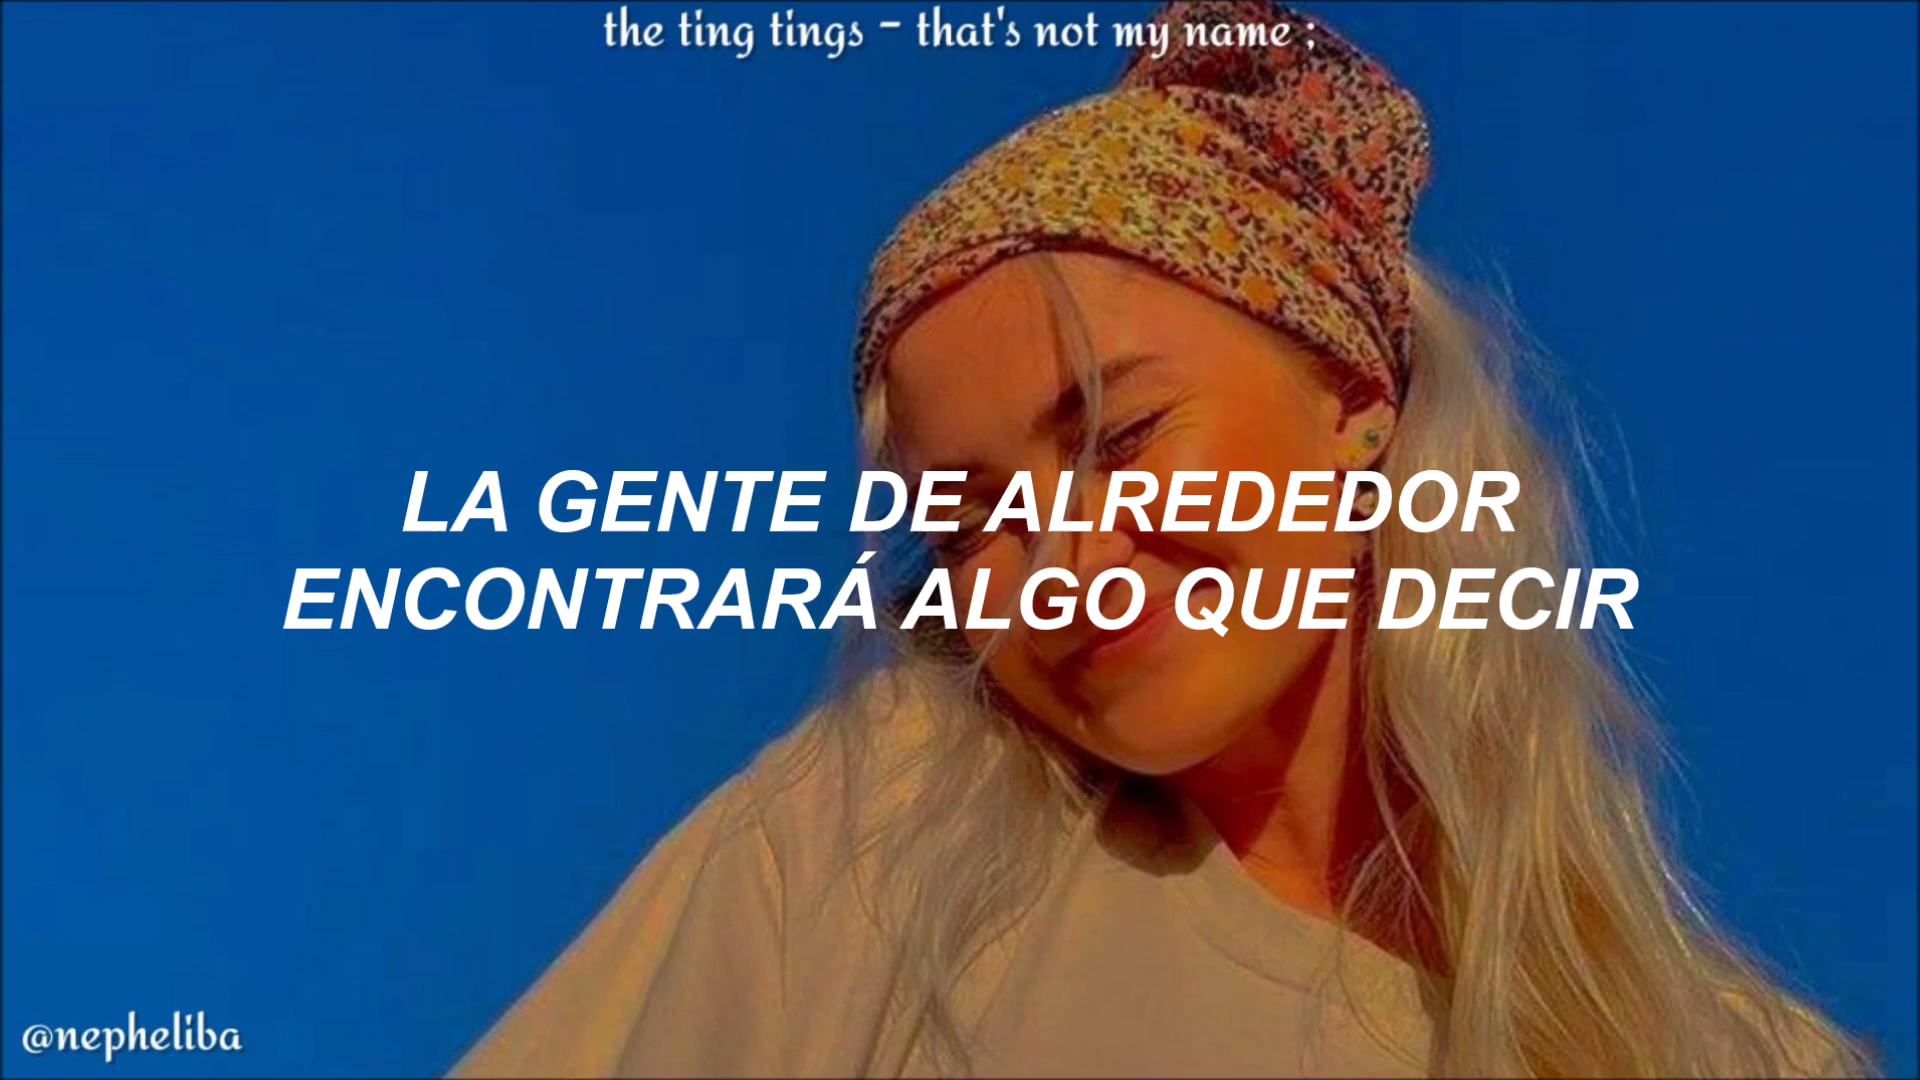 the ting tings - that's not my name ;
LA GENTE DE ALREDEDOR
ENCONTRARÁ ALGO QUE DECIR
@nepheliba